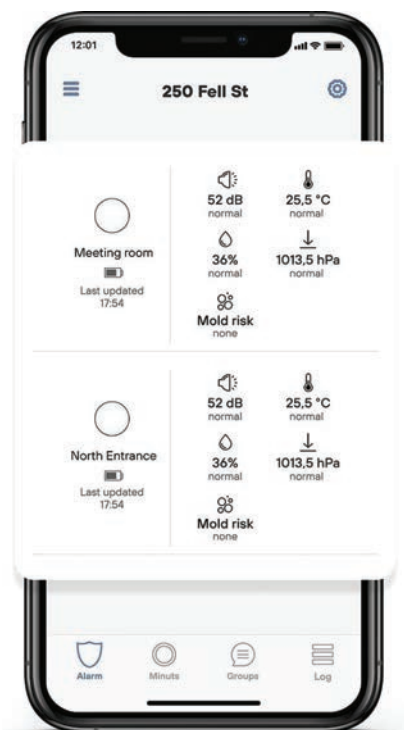 12:01
250 Fell St
52 dB
normal
25,5 °C
normal
Meeting room
36%
normal
1013,5 hPa
normal
Last updated
17:54
Mold risk
none
52 dB
normal
25,5 °C
normal
North Entrance
36%
normal
1013,5 hPa
normal
Last updated
17:54
Mold risk
none
Alarm
Minuts
Groups
Log